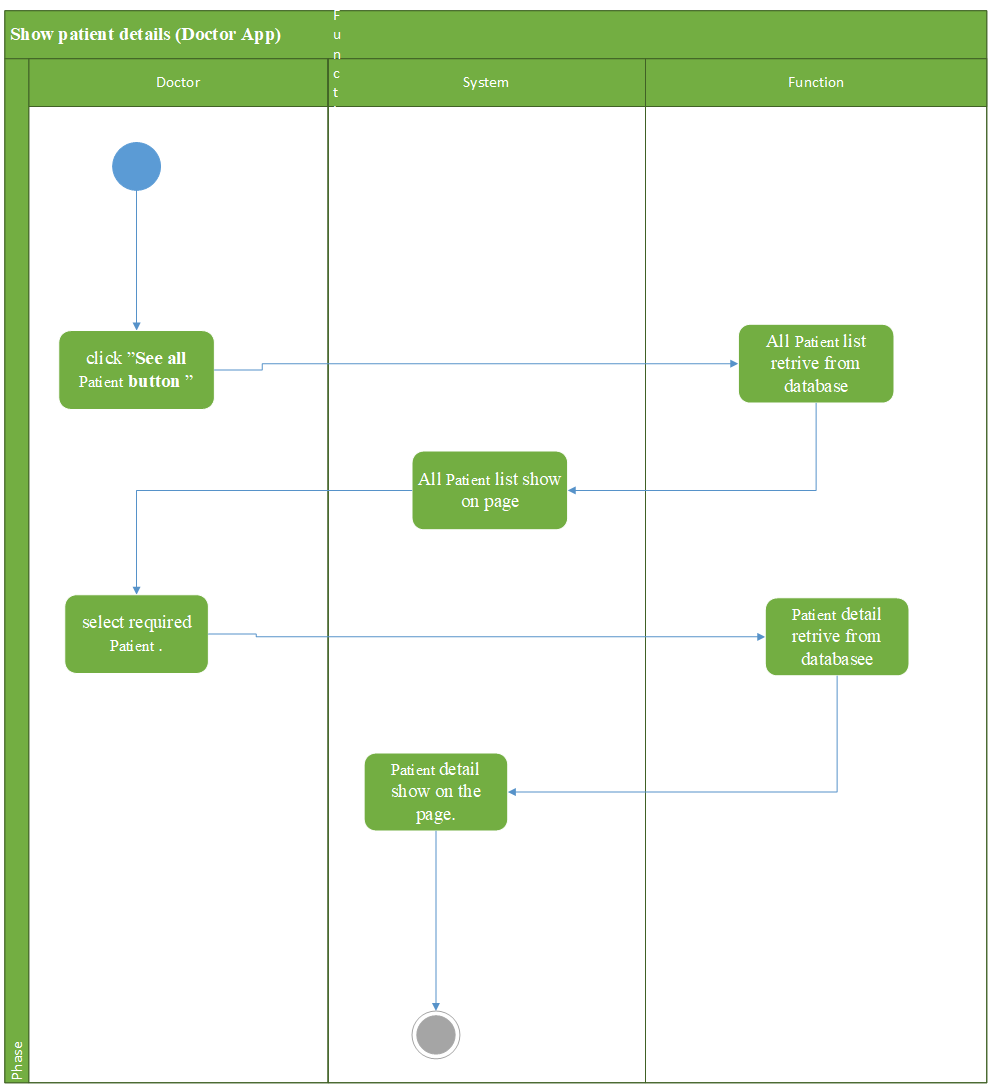 Show patient details (Doctor App)
F
u
n
c
t
Doctor
System
Function
click ”See all
Patient button ”
All Patient list
retrive from
database
All Patient list show
on page
select required
Patient .
Patient detail
retrive from
databasee
Patient detail
show on the
page.
Phase